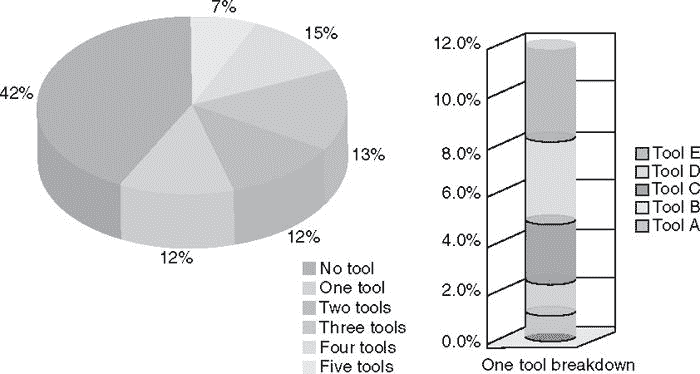 7%
15%
42%
13%
12%
12%
No tool
One tool
Two tools
Three tools
Four tools
Five tools
12.0%
10.0%
8.0%
6.0%
4.0%
2.0%
0.0%
One tool breakdown
Tool E
Tool D
Tool C
Tool B
Tool A